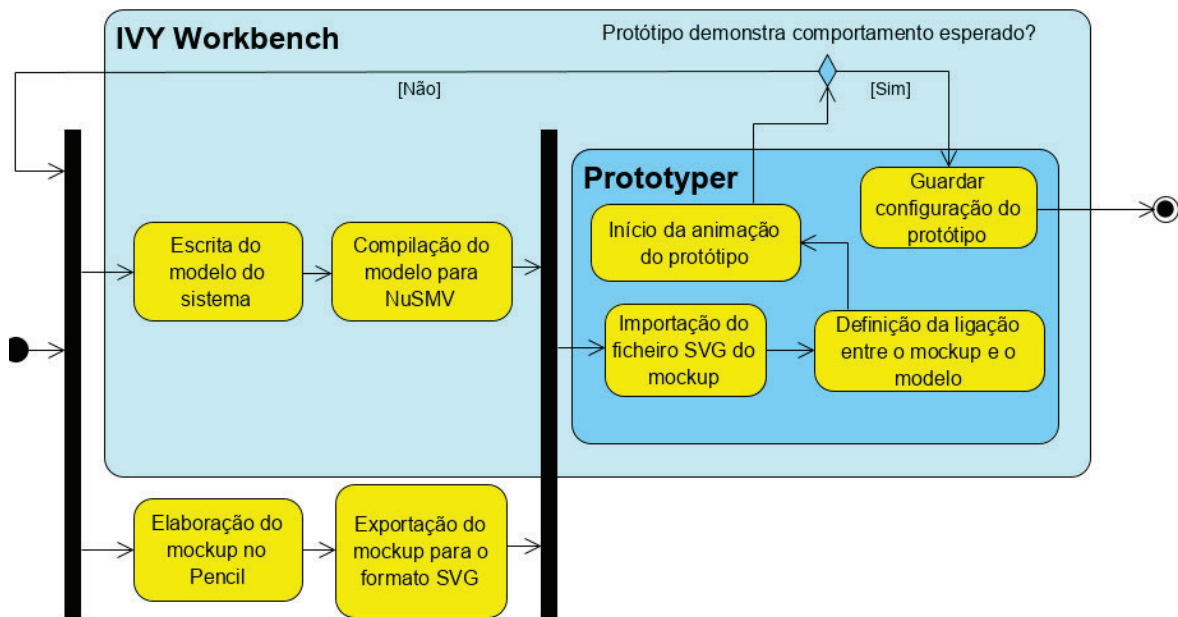 IVY Workbench
Protótipo demonstra comportamento esperado?
[Não]
[Sim]
Prototyper
Guardar
configuração do
protótipo
Início da animação
do protótipo
Escrita do
modelo do
sistema
Compilação do
modelo para
NuSMV
Importação do
ficheiro SVG do
mockup
Definição da ligação
entre o mockup e o
modelo
Elaboração do
mockup no
Pencil
Exportação do
mockup para o
formato SVG